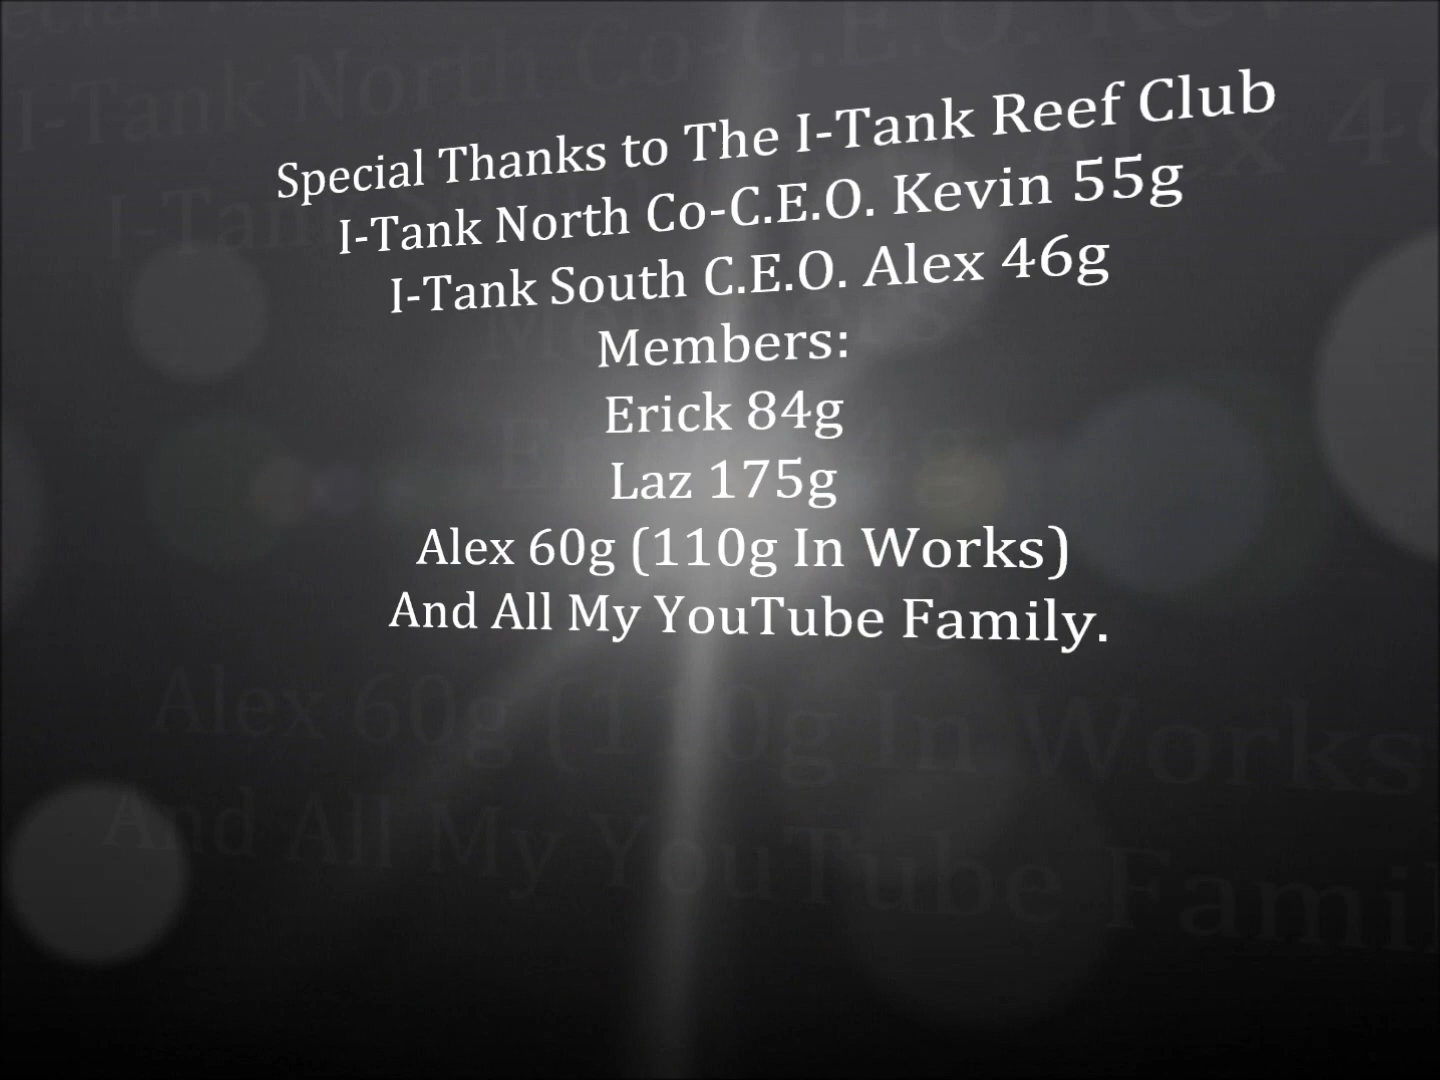 Special Thanks to The I-Tank Reef Club
I-Tank North Co-C.E.O. Kevin 55g
I-Tank South C.E.O. Alex 46g
Members:
Erick 84g
Laz 175g
Alex 60g (110g In Works)
And All My YouTube Family.